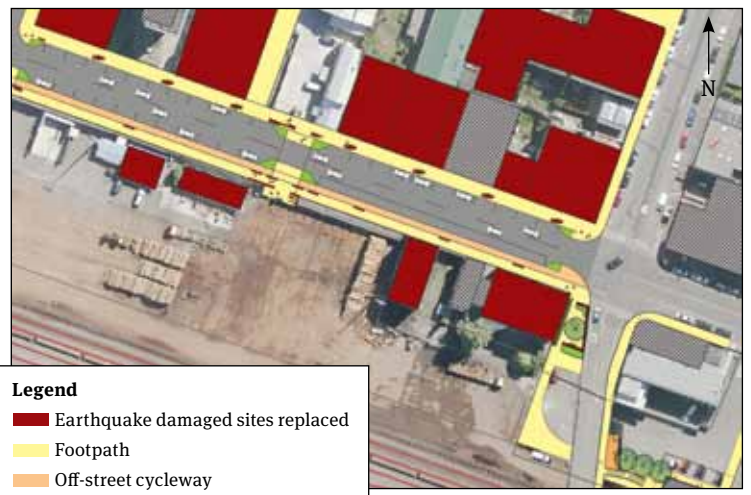 N
Legend
Earthquake damaged sites replaced
Footpath
Off-street cycleway